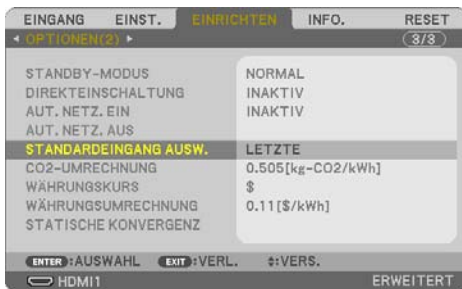 EINGANG EINST. EINRICHTEN INFO. RESET
OPTIONEN(2) 3/3
STANDBY-MODUS NORMAL
DIREKTEINSCHALTUNG INAKTIV
AUT. NETZ. EIN INAKTIV
AUT. NETZ. AUS
STANDARDEINGANG AUSW. LETZTE
CO2-UMRECHNUNG 0.505[kg-CO2/kWh]
WÄHRUNGSKURS $
WÄHRUNGSUMRECHNUNG 0.11[$/kWh]
STATISCHE KONVERGENZ
ENTER :AUSWAHL EXIT :VERL. :VERS.
HDMI1 ERWEITERT